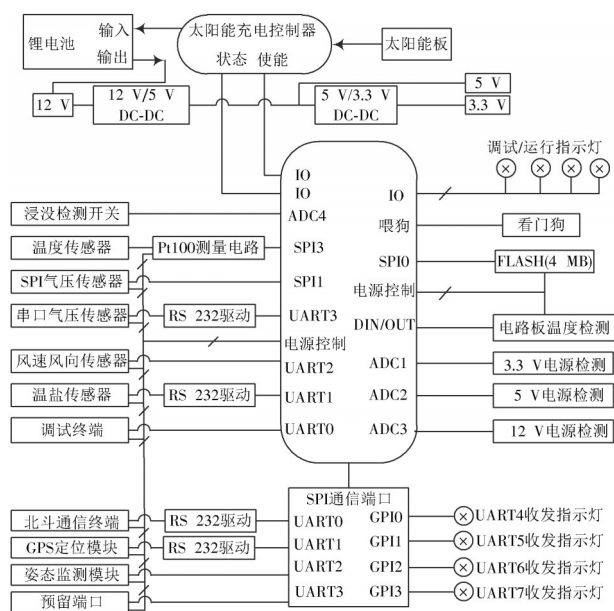 锂电池
输入
输出
太阳能充电控制器
状态 使能
太阳能板
12 V
12 V/5 V
DC-DC
5 V/3.3 V
DC-DC
5 V
3.3 V
调试/运行指示灯
IO
IO
ADC4
SPI3
SPI1
UART3
电源控制
UART2
UART1
UART0
IO
喂狗
SPI0
电源控制
DIN/OUT
ADC1
ADC2
ADC3
浸没检测开关
温度传感器
Pt100测量电路
SPI气压传感器
串口气压传感器
RS 232驱动
风速风向传感器
温盐传感器
RS 232驱动
调试终端
看门狗
FLASH(4 MB)
电路板温度检测
3.3 V电源检测
5 V电源检测
12 V电源检测
SPI通信端口
UART0 GPI0
UART1 GPI1
UART2 GPI2
UART3 GPI3
北斗通信终端
RS 232驱动
GPS定位模块
RS 232驱动
姿态监测模块
预留端口
UART4收发指示灯
UART5收发指示灯
UART6收发指示灯
UART7收发指示灯